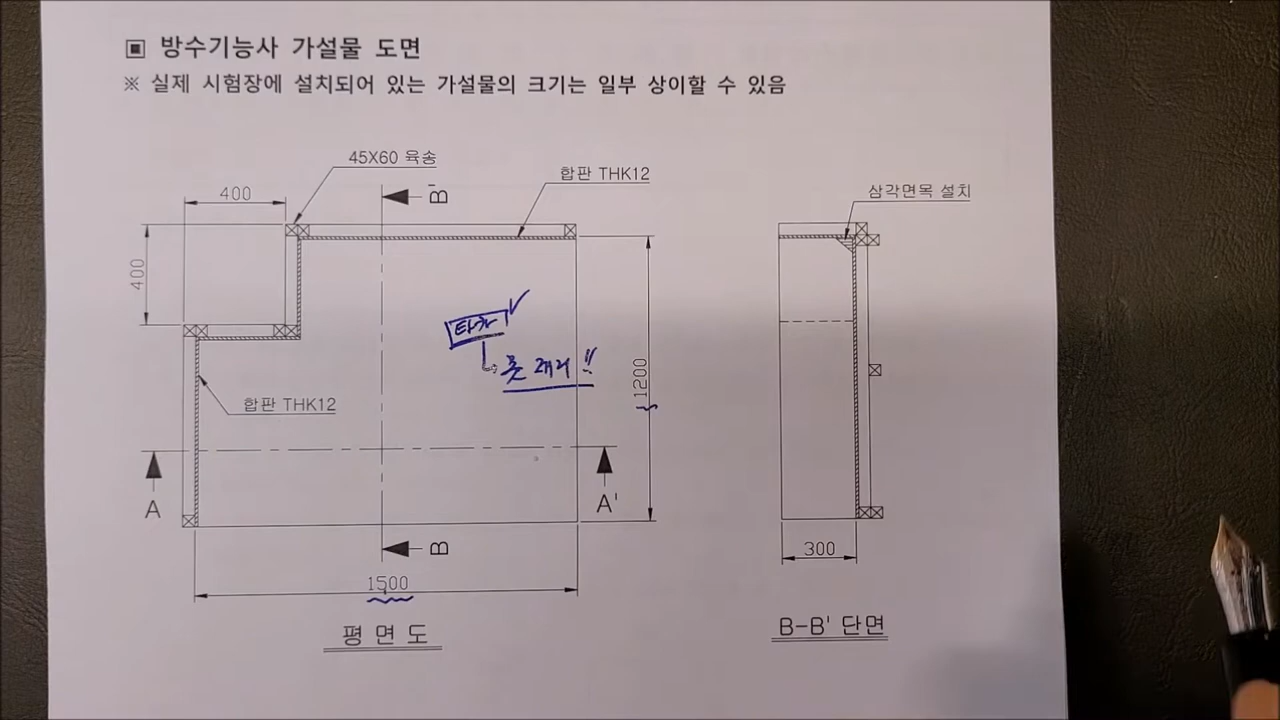 ▣ 방수기능사 가설물 도면
※ 실제 시험장에 설치되어 있는 가설물의 크기는 일부 상이할 수 있음
45X60 육송
합판 THK12
삼각면목 설치
400
B'
400
1200
합판 THK12
A
A'
B
300
1500
평 면 도
B-B' 단면